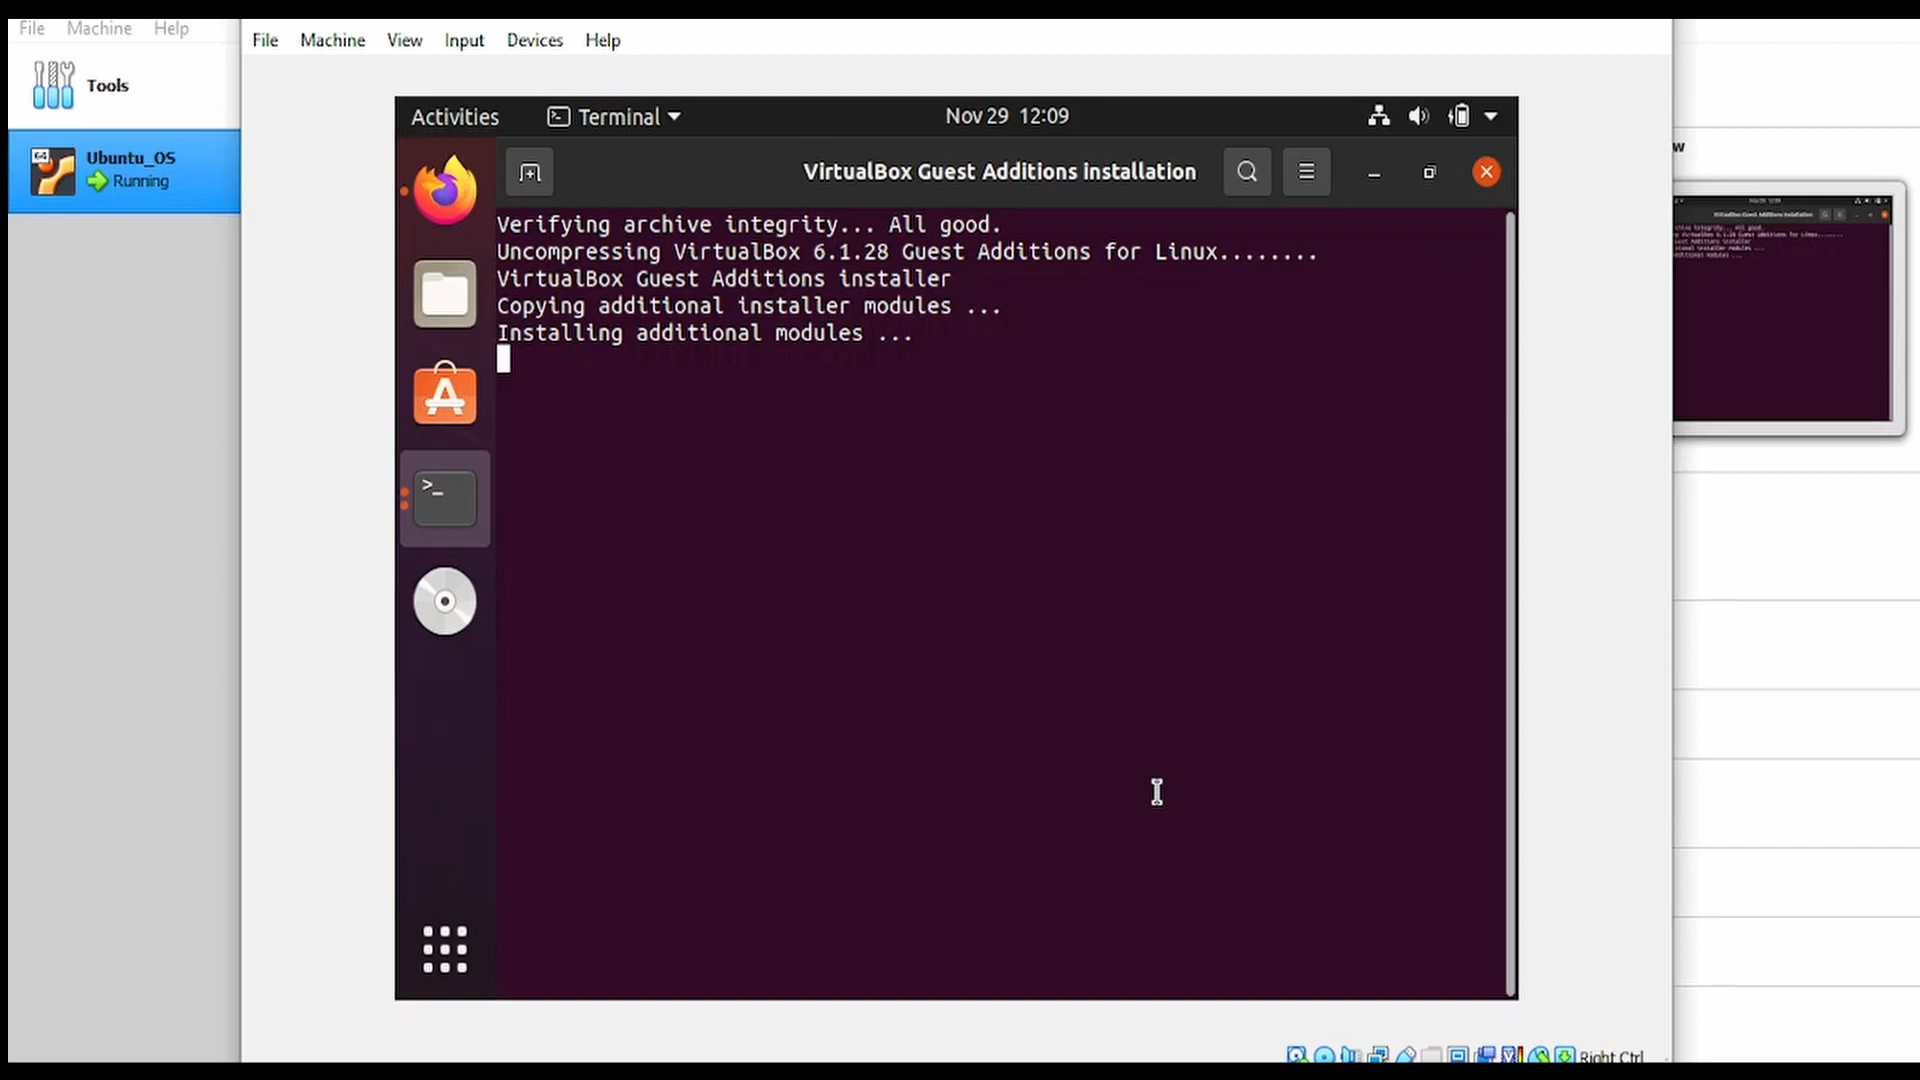 File Machine Help
Tools
Ubuntu_OS
Running
File Machine View Input Devices Help
Activities Terminal Nov 29 12:09
VirtualBox Guest Additions installation
Verifying archive integrity... All good.
Uncompressing VirtualBox 6.1.28 Guest Additions for Linux........
VirtualBox Guest Additions installer
Copying additional installer modules ...
Installing additional modules ...
Right Ctrl